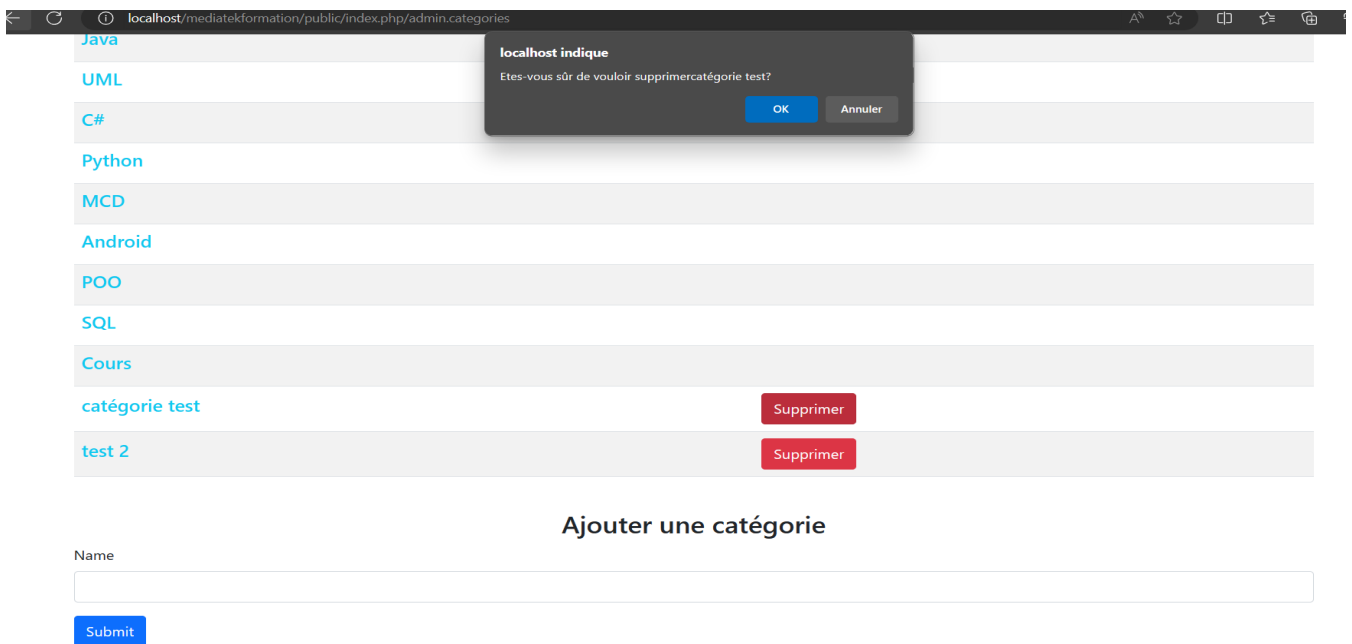 localhost/mediatekformation/public/index.php/admin.categories
Java
localhost indique
Etes-vous sûr de vouloir supprimercatégorie test?
OK Annuler
UML
C#
Python
MCD
Android
POO
SQL
Cours
catégorie test Supprimer
test 2 Supprimer
Ajouter une catégorie
Name
Submit